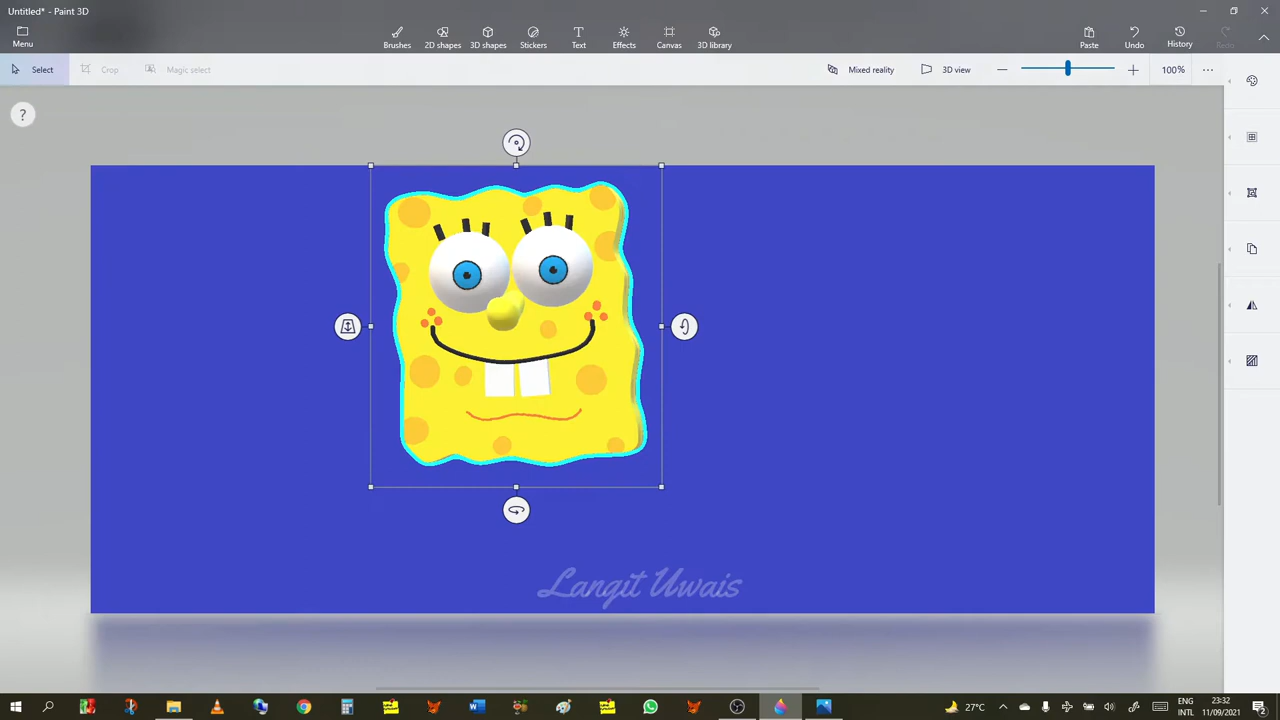 Untitled* - Paint 3D
Menu
Brushes
2D shapes
3D shapes
Stickers
Text
Effects
Canvas
3D library
Paste
Undo
History
Redo
Select
Crop
Magic select
Mixed reality
3D view
100%
?
Langit Uwais
27°C
ENG
INTL
23:32
11/09/2021